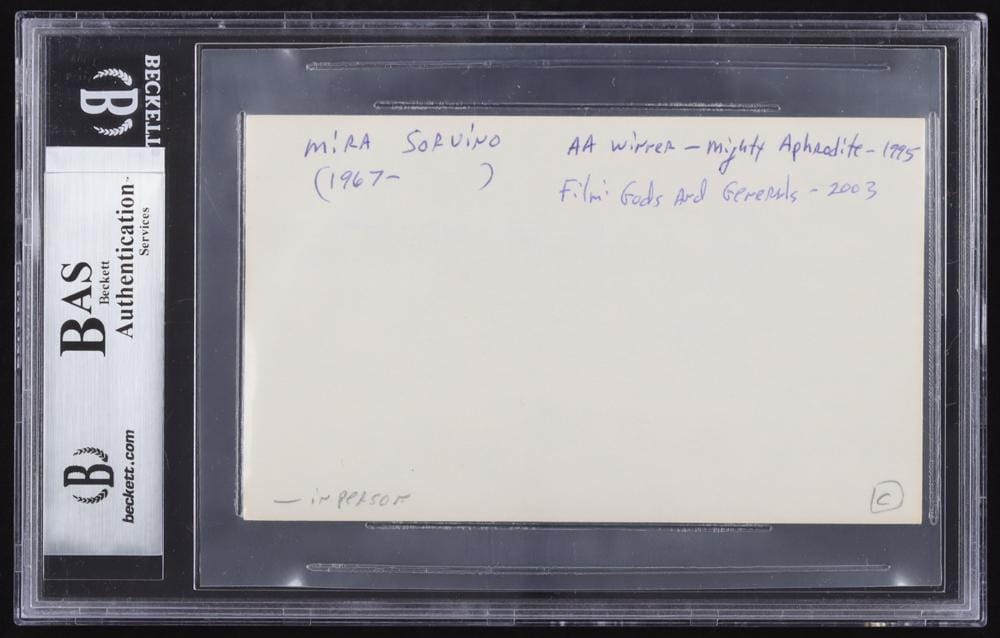 BECKETT
B
BAS
Beckett
Authentication™
Services
B
beckett.com
MiRA SORViNO
(1967- )
AA WiNNER – Mighty Aphrodite – 1995
Film: Gods And Generals – 2003
– in person
C